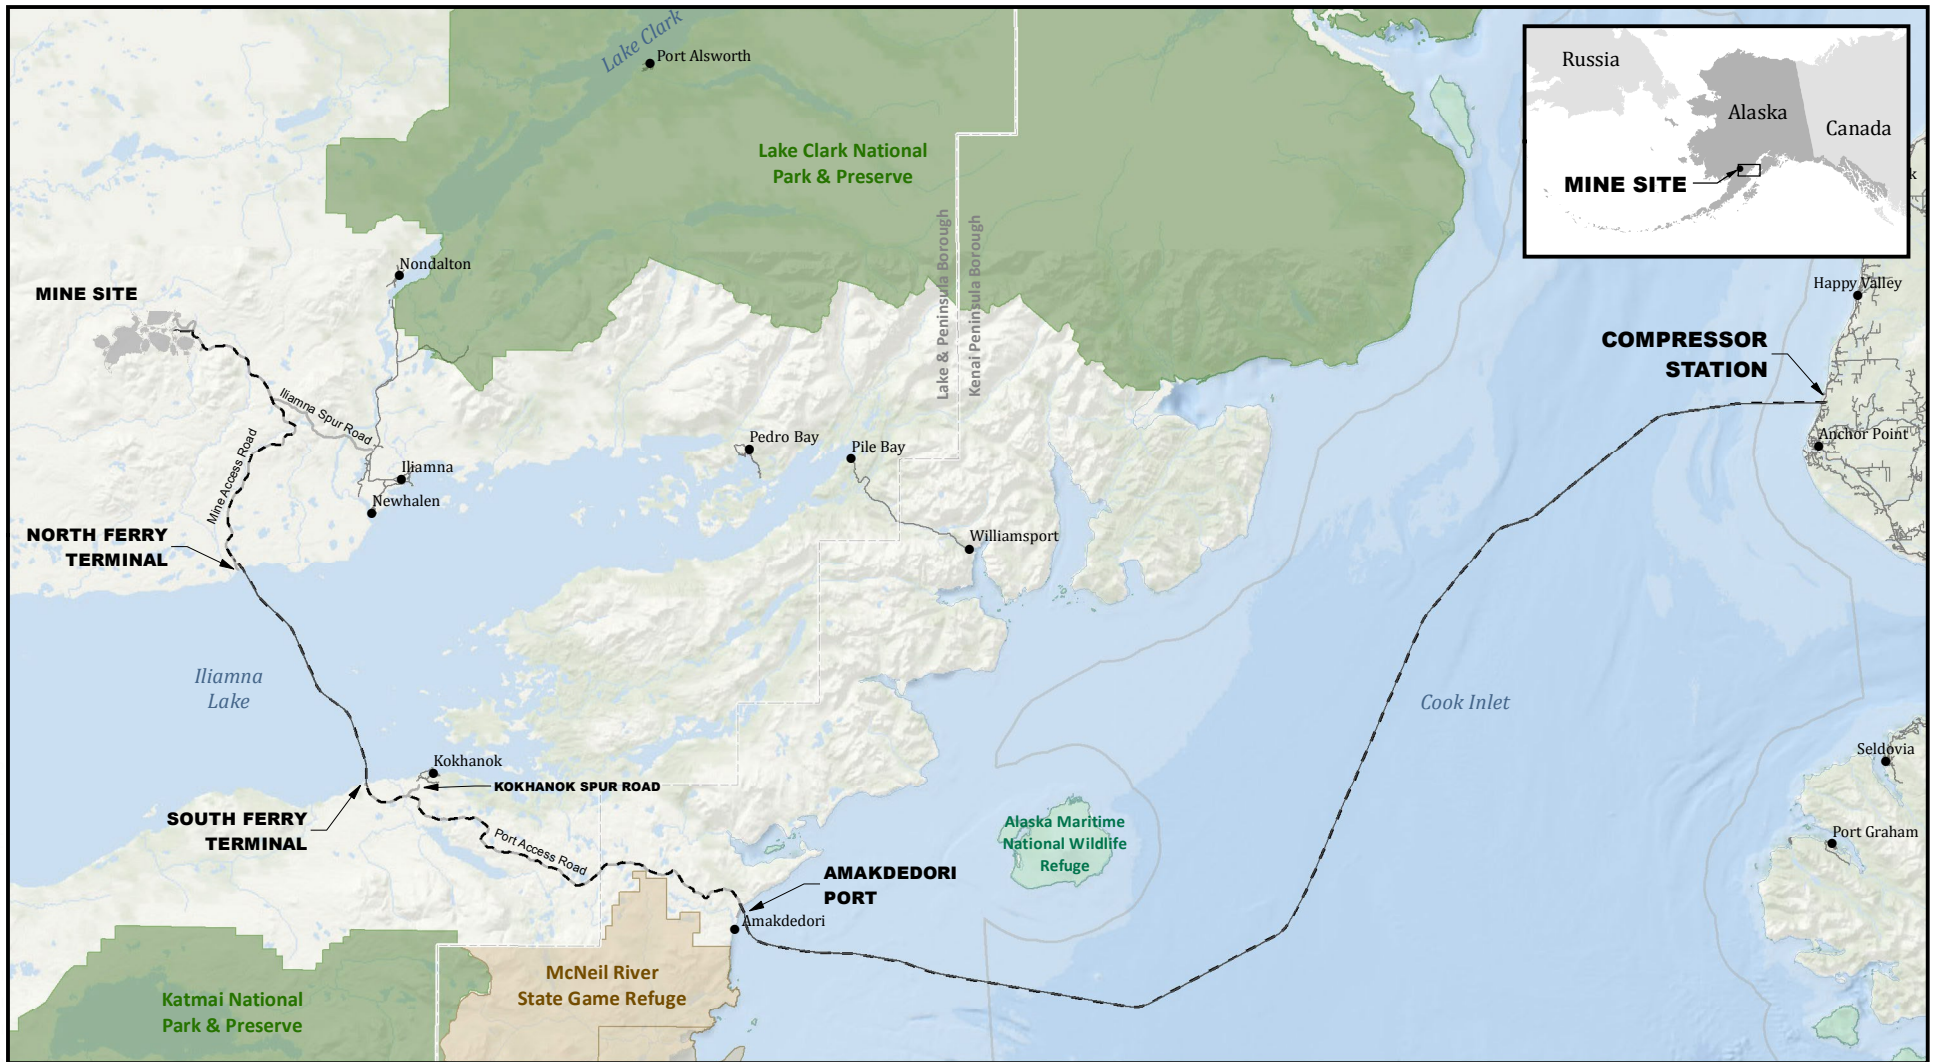 Lake Clark
Port Alsworth
Lake Clark National
Park & Preserve
Russia
Alaska
Canada
MINE SITE
k
Nondalton
MINE SITE
Lake & Peninsula Borough
Kenai Peninsula Borough
Happy Valley
COMPRESSOR
STATION
Iliamna Spur Road
Mine Access Road
Pedro Bay
Pile Bay
Anchor Point
Iliamna
Newhalen
NORTH FERRY
TERMINAL
Williamsport
Iliamna
Lake
Cook Inlet
Kokhanok
KOKHANOK SPUR ROAD
Seldovia
SOUTH FERRY
TERMINAL
Port Access Road
Alaska Maritime
National Wildlife
Refuge
Port Graham
AMAKDEDORI
PORT
Amakdedori
McNeil River
State Game Refuge
Katmai National
Park & Preserve